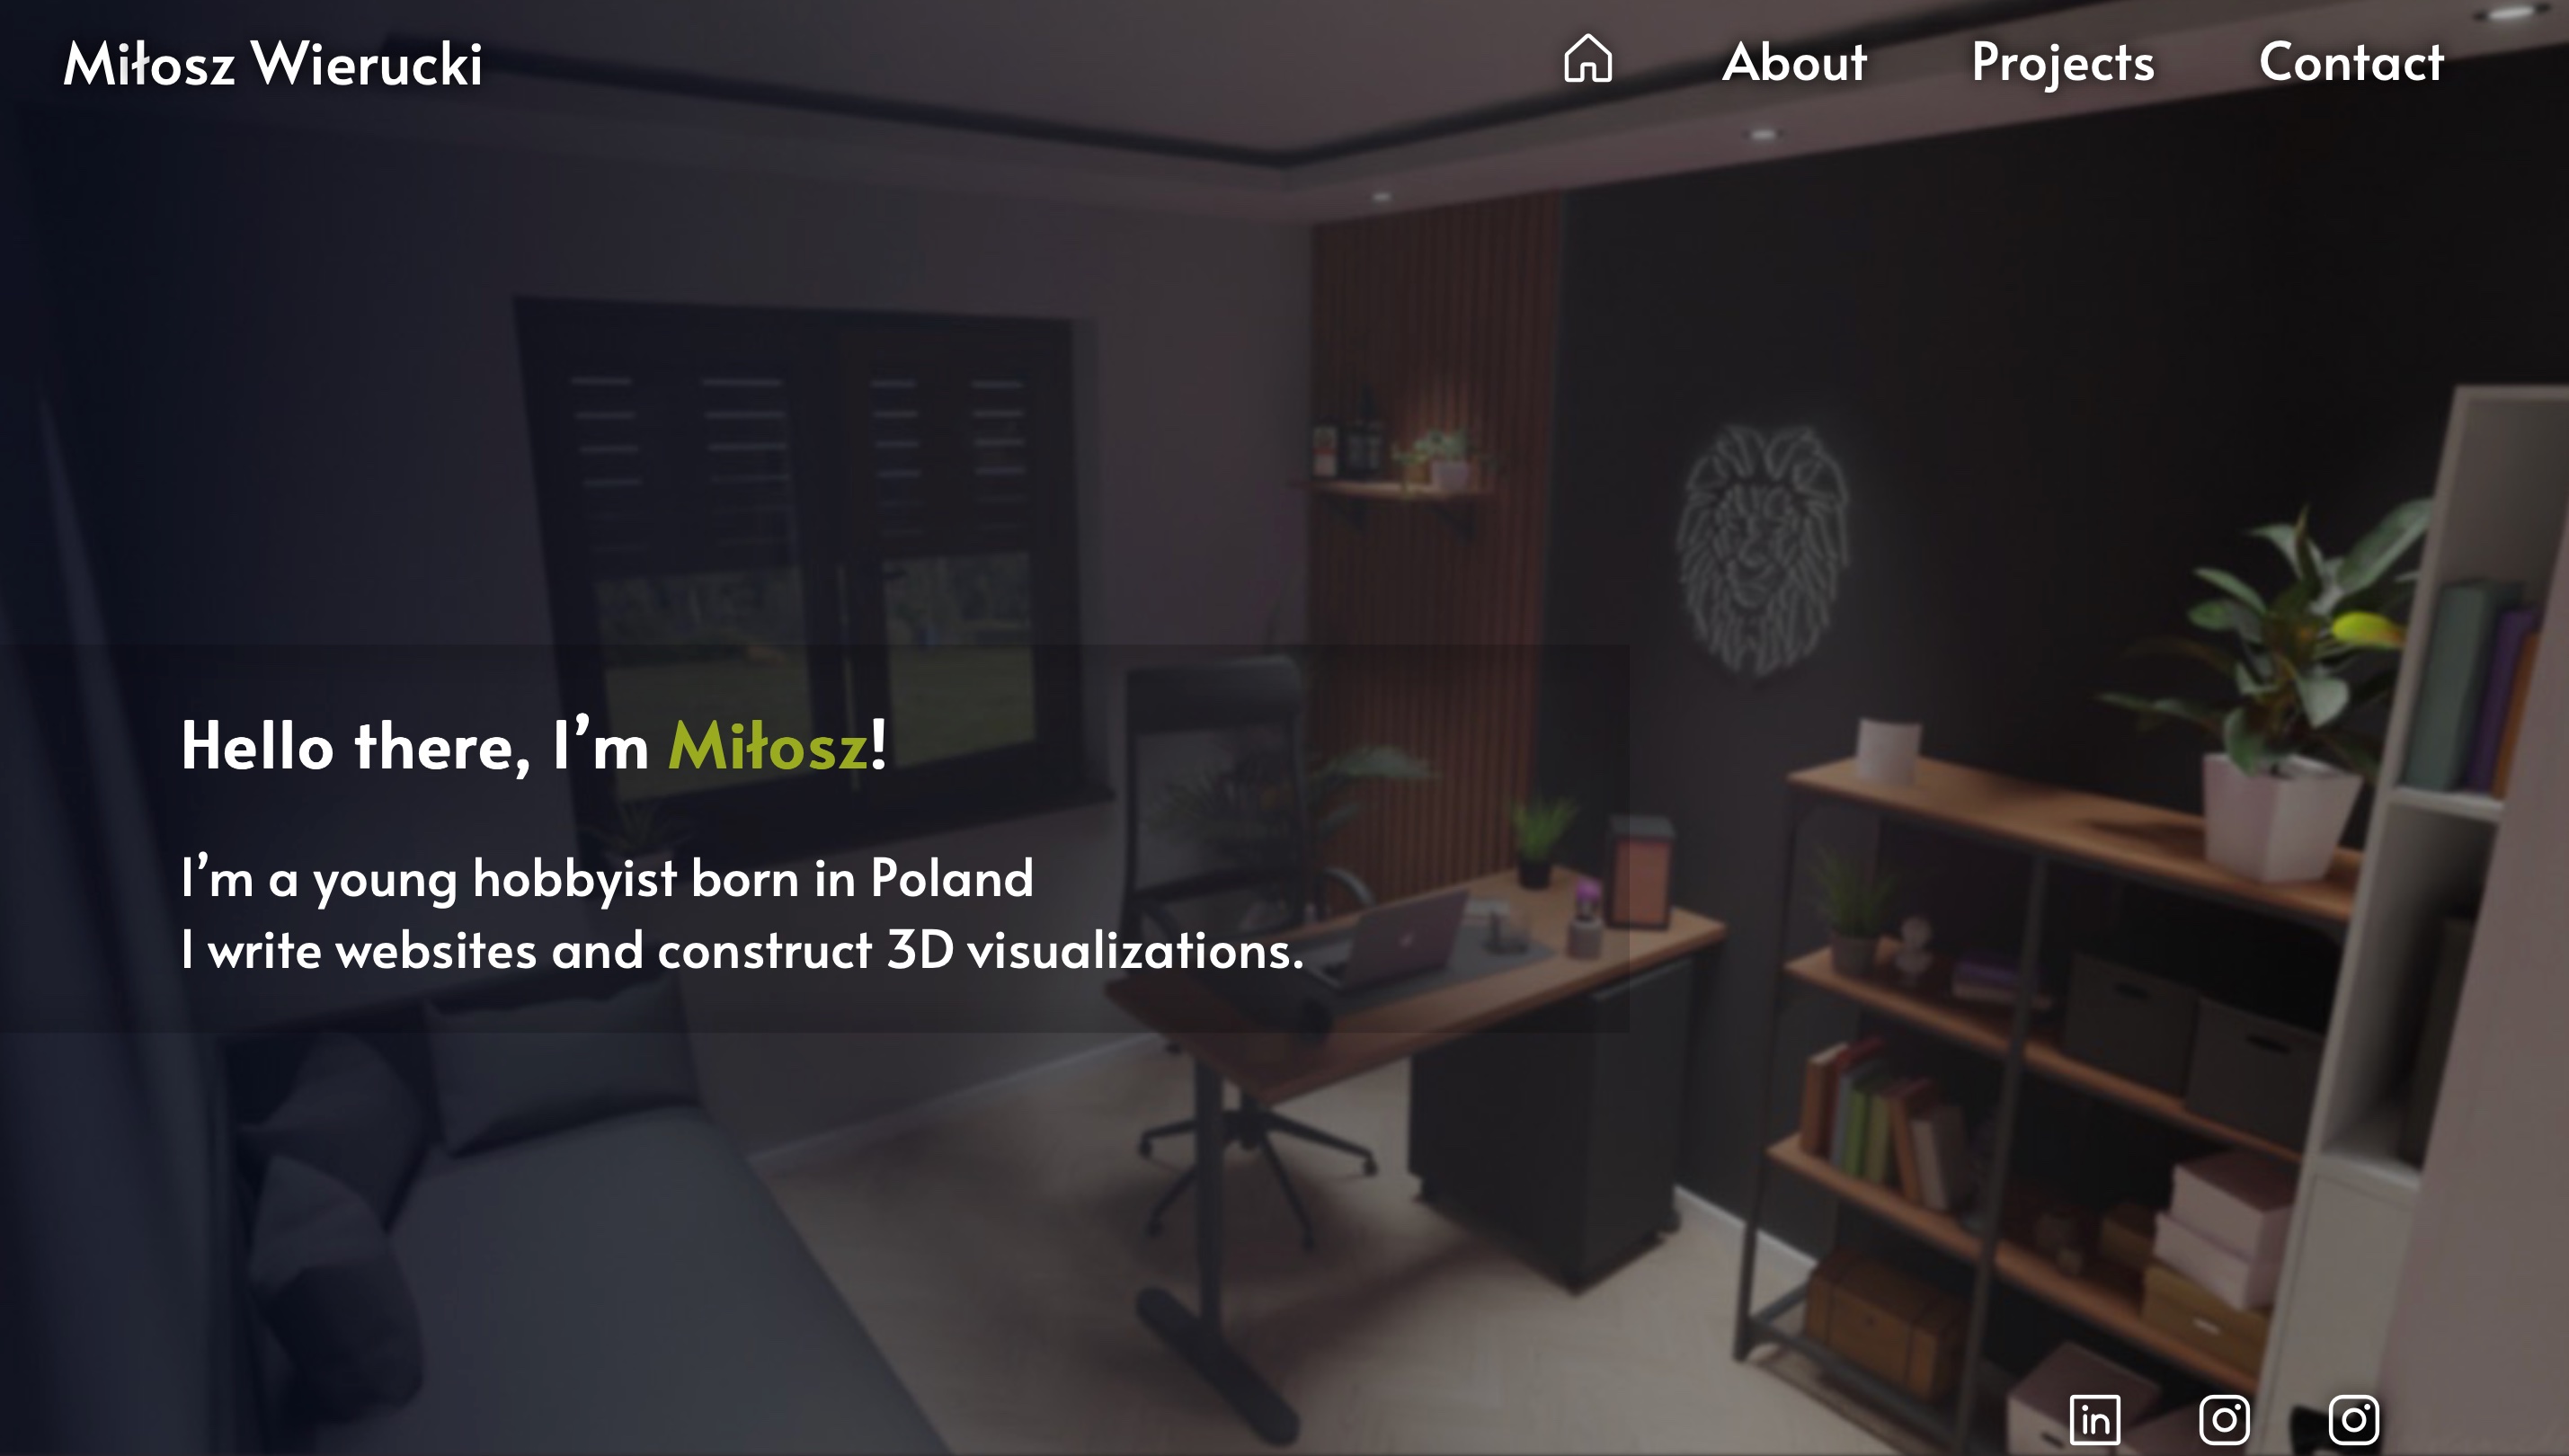 Miłosz Wierucki
About Projects Contact
Hello there, I’m Miłosz!
I’m a young hobbyist born in Poland
I write websites and construct 3D visualizations.
in